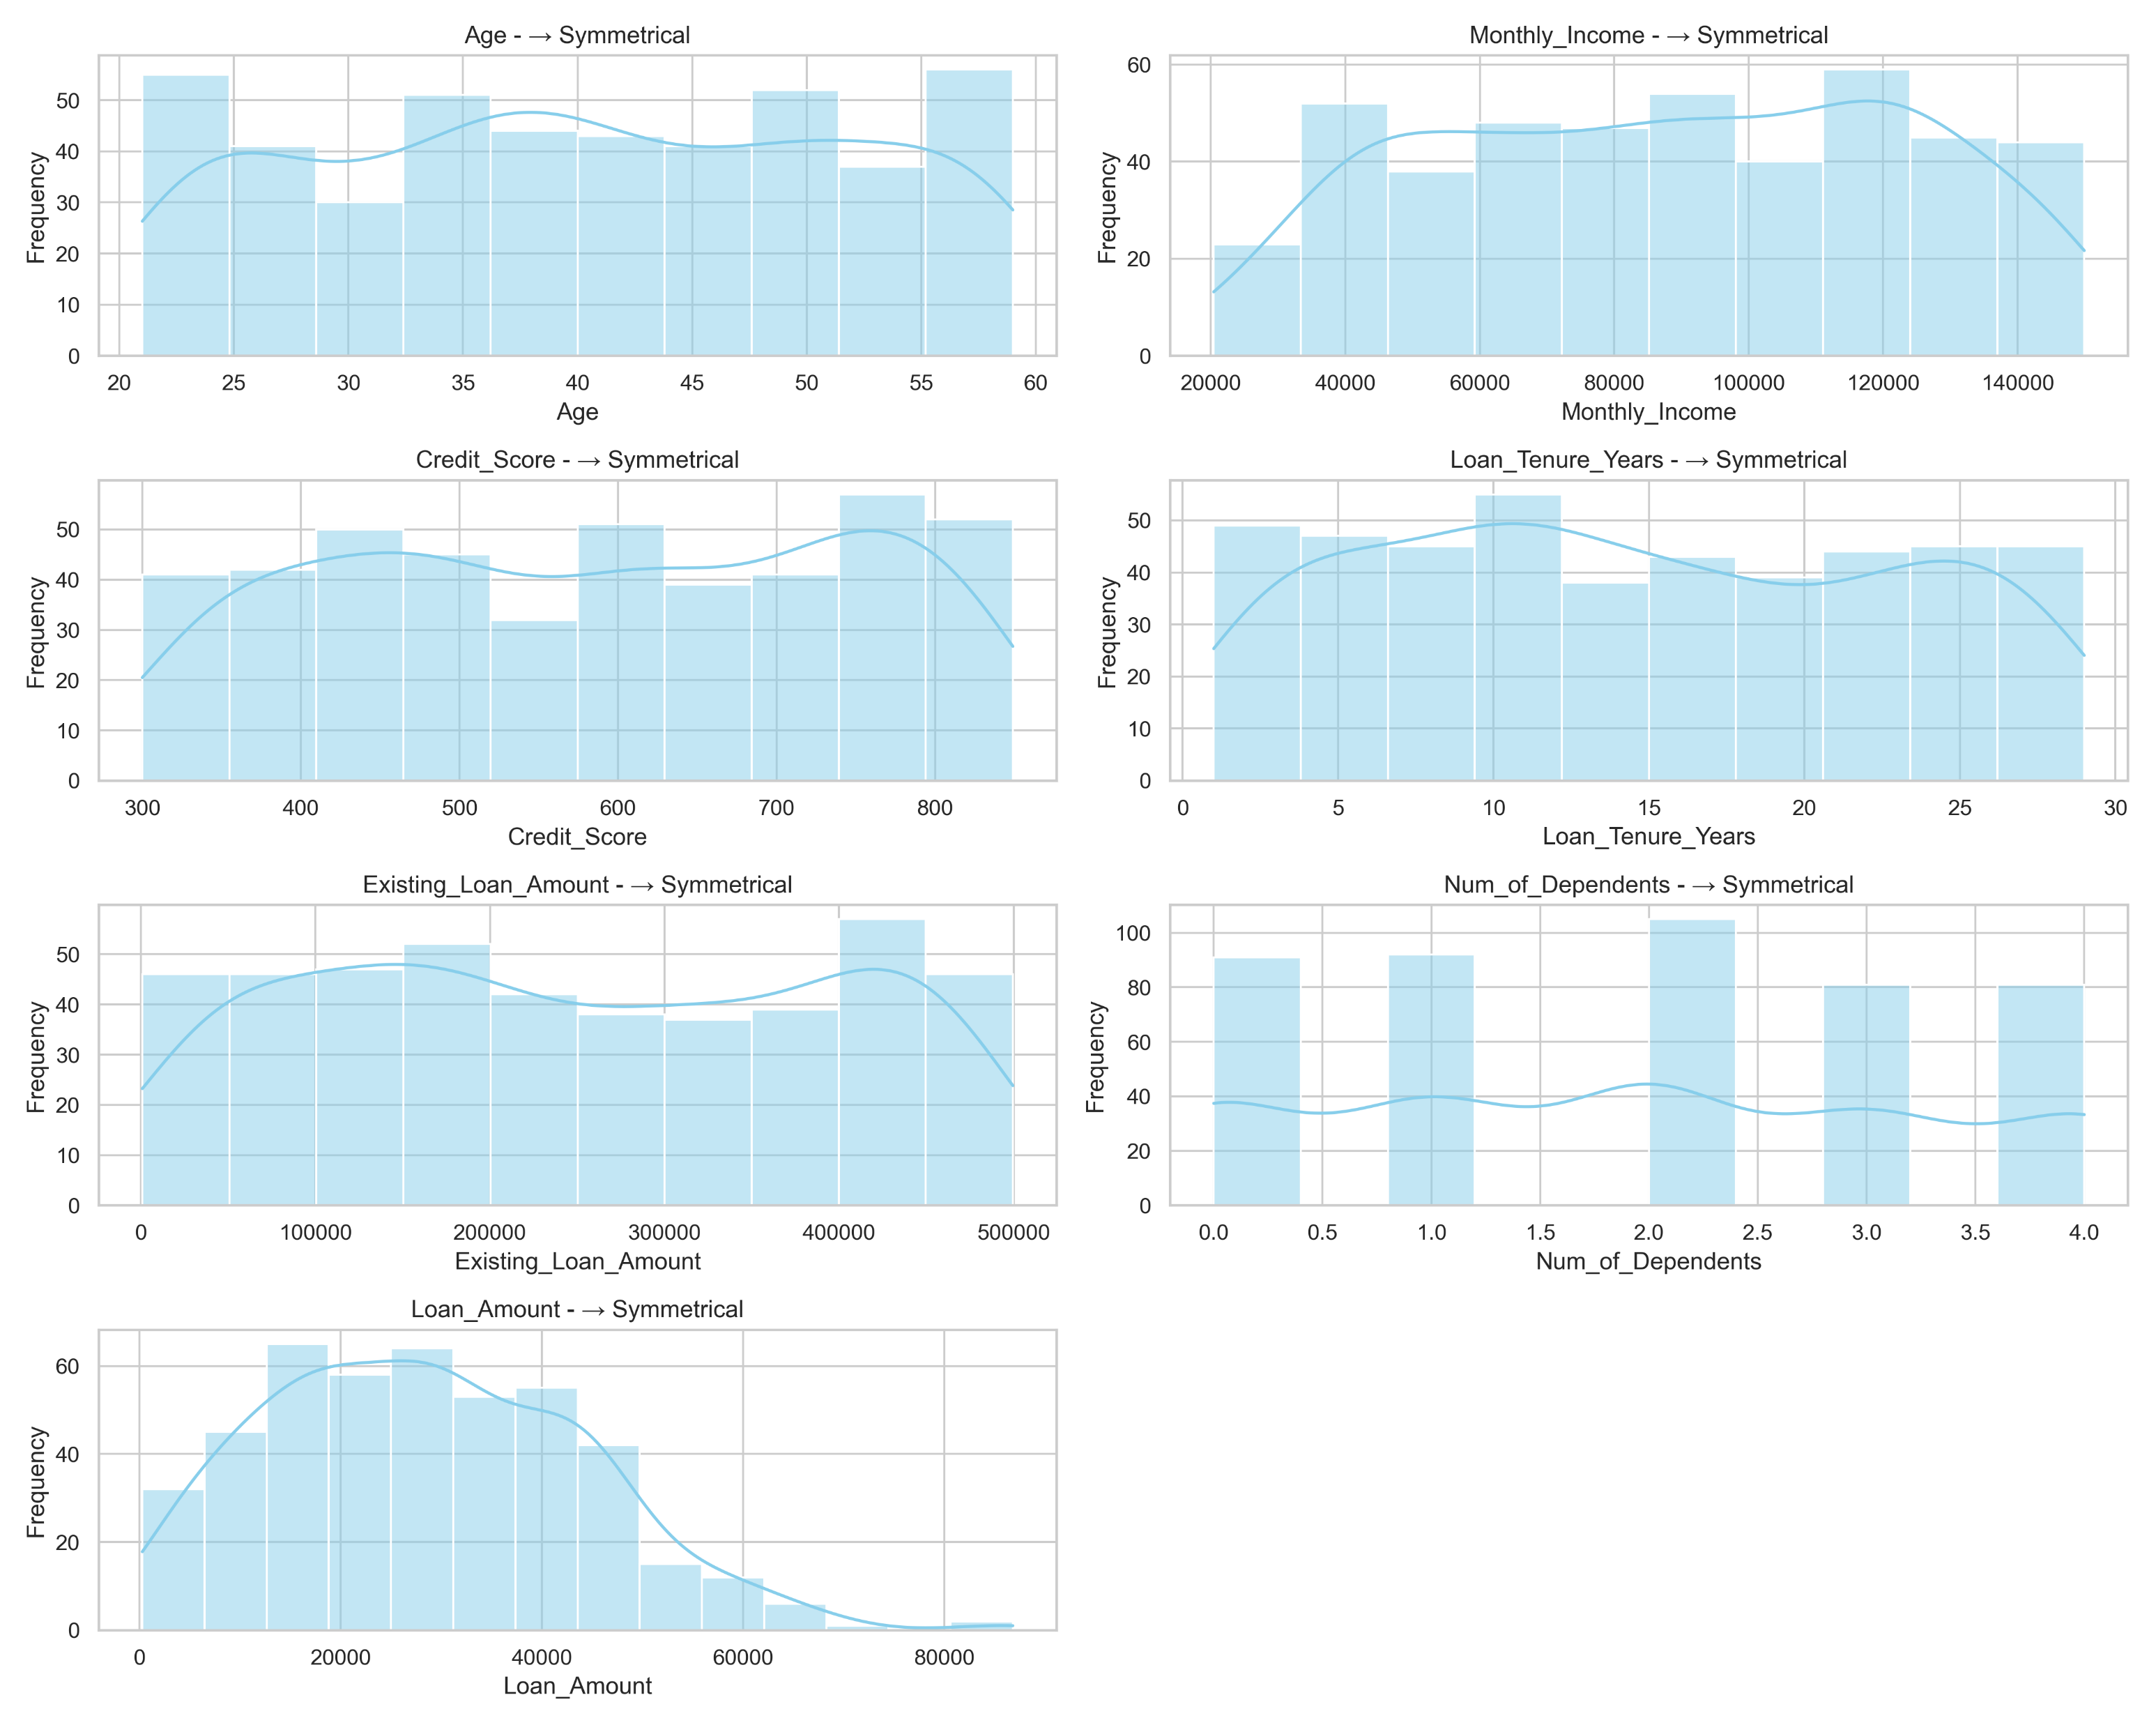 Age - → Symmetrical
Frequency
50
40
30
20
10
0
20 25 30 35 40 45 50 55 60
Age
Monthly_Income - → Symmetrical
Frequency
60
40
20
0
20000 40000 60000 80000 100000 120000 140000
Monthly_Income
Credit_Score - → Symmetrical
Frequency
50
40
30
20
10
0
300 400 500 600 700 800
Credit_Score
Loan_Tenure_Years - → Symmetrical
Frequency
50
40
30
20
10
0
0 5 10 15 20 25 30
Loan_Tenure_Years
Existing_Loan_Amount - → Symmetrical
Frequency
50
40
30
20
10
0
0 100000 200000 300000 400000 500000
Existing_Loan_Amount
Num_of_Dependents - → Symmetrical
Frequency
100
80
60
40
20
0
0.0 0.5 1.0 1.5 2.0 2.5 3.0 3.5 4.0
Num_of_Dependents
Loan_Amount - → Symmetrical
Frequency
60
40
20
0
0 20000 40000 60000 80000
Loan_Amount